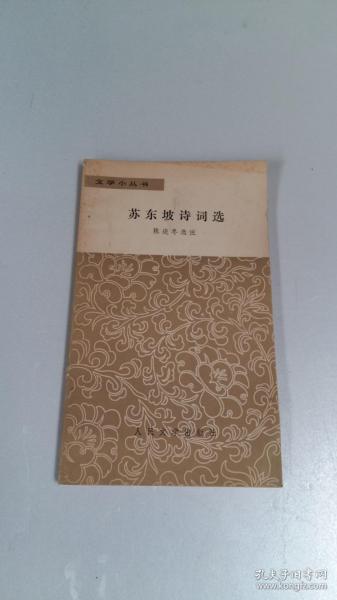 文学小丛书
苏东坡诗词选
陈迩冬选注
人民文学出版社
孔夫子旧书网